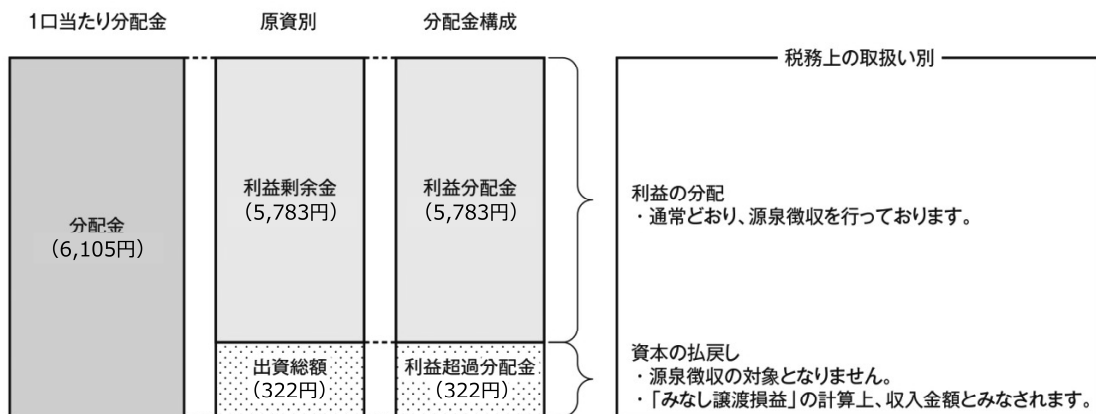 1口当たり分配金
原資別
分配金構成
税務上の取扱い別
分配金
（6,105円）
利益剰余金
（5,783円）
利益分配金
（5,783円）
利益の分配
・通常どおり、源泉徴収を行っております。
出資総額
（322円）
利益超過分配金
（322円）
資本の払戻し
・源泉徴収の対象となりません。
・「みなし譲渡損益」の計算上、収入金額とみなされます。